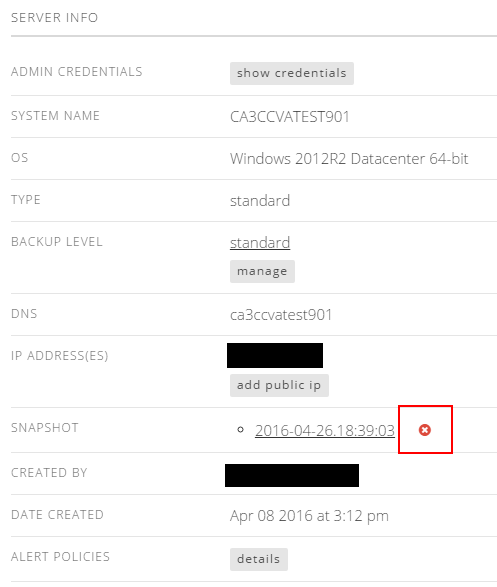 SERVER INFO
ADMIN CREDENTIALS show credentials
SYSTEM NAME CA3CCVATEST901
OS Windows 2012R2 Datacenter 64-bit
TYPE standard
BACKUP LEVEL standard
manage
DNS ca3ccvatest901
IP ADDRESS(ES)
add public ip
SNAPSHOT 2016-04-26.18:39:03
CREATED BY
DATE CREATED Apr 08 2016 at 3:12 pm
ALERT POLICIES details